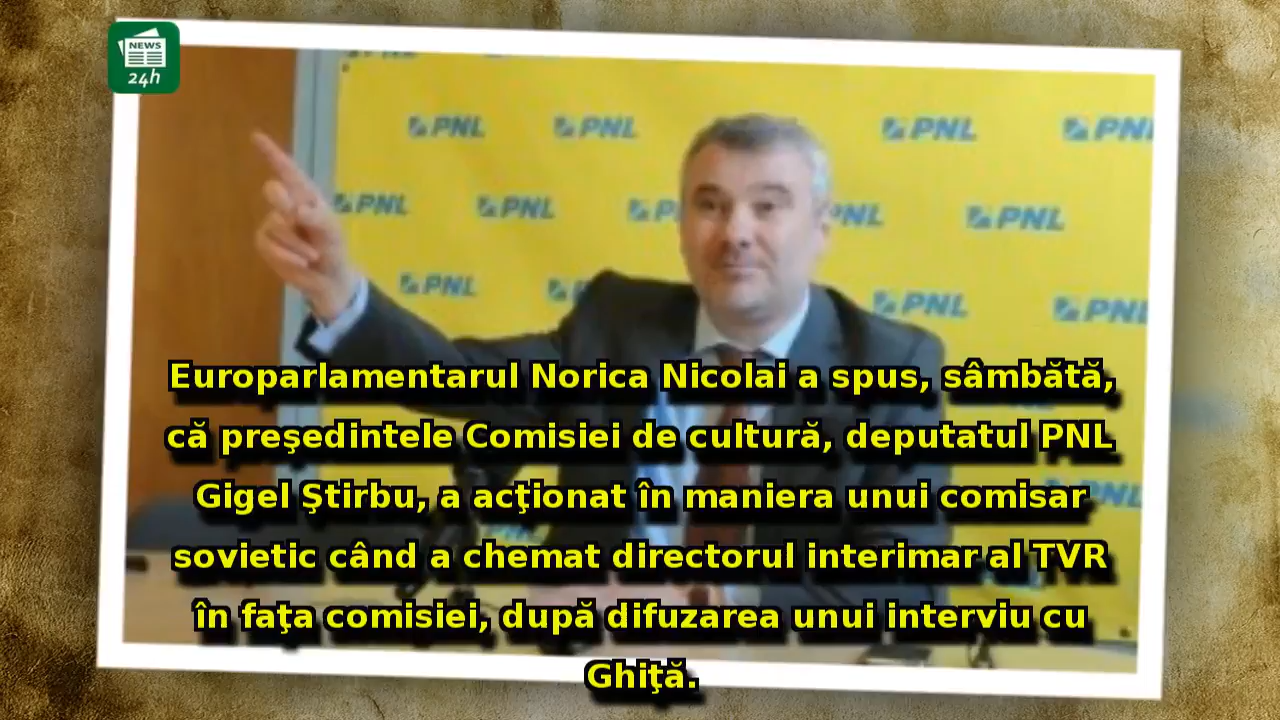 NEWS
24h
PNL PNL PNL PNL
PNL PNL PNL PNL PNL
PNL PNL PNL
Europarlamentarul Norica Nicolai a spus, sâmbătă,
că preşedintele Comisiei de cultură, deputatul PNL
Gigel Ştirbu, a acţionat în maniera unui comisar
sovietic când a chemat directorul interimar al TVR
în faţa comisiei, după difuzarea unui interviu cu
Ghiţă.